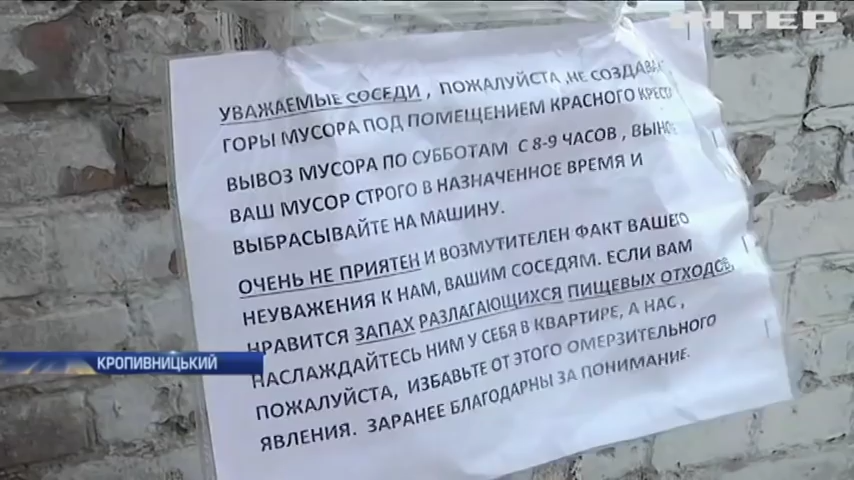 ІНТЕР
УВАЖАЕМЫЕ СОСЕДИ , ПОЖАЛУЙСТА ,НЕ СОЗДАВА
ГОРЫ МУСОРА ПОД ПОМЕЩЕНИЕМ КРАСНОГО КРЕСТА
ВЫВОЗ МУСОРА ПО СУББОТАМ С 8-9 ЧАСОВ , ВЫНО
ВАШ МУСОР СТРОГО В НАЗНАЧЕННОЕ ВРЕМЯ И
ВЫБРАСЫВАЙТЕ НА МАШИНУ.
ОЧЕНЬ НЕ ПРИЯТЕН И ВОЗМУТИТЕЛЕН ФАКТ ВАШЕГО
НЕУВАЖЕНИЯ К НАМ, ВАШИМ СОСЕДЯМ. ЕСЛИ ВАМ
НРАВИТСЯ ЗАПАХ РАЗЛАГАЮЩИХСЯ ПИЩЕВЫХ ОТХОДОВ,
НАСЛАЖДАЙТЕСЬ НИМ У СЕБЯ В КВАРТИРЕ, А НАС ,
ПОЖАЛУЙСТА, ИЗБАВЬТЕ ОТ ЭТОГО ОМЕРЗИТЕЛЬНОГО
ЯВЛЕНИЯ. ЗАРАНЕЕ БЛАГОДАРНЫ ЗА ПОНИМАНИЕ.
КРОПИВНИЦЬКИЙ